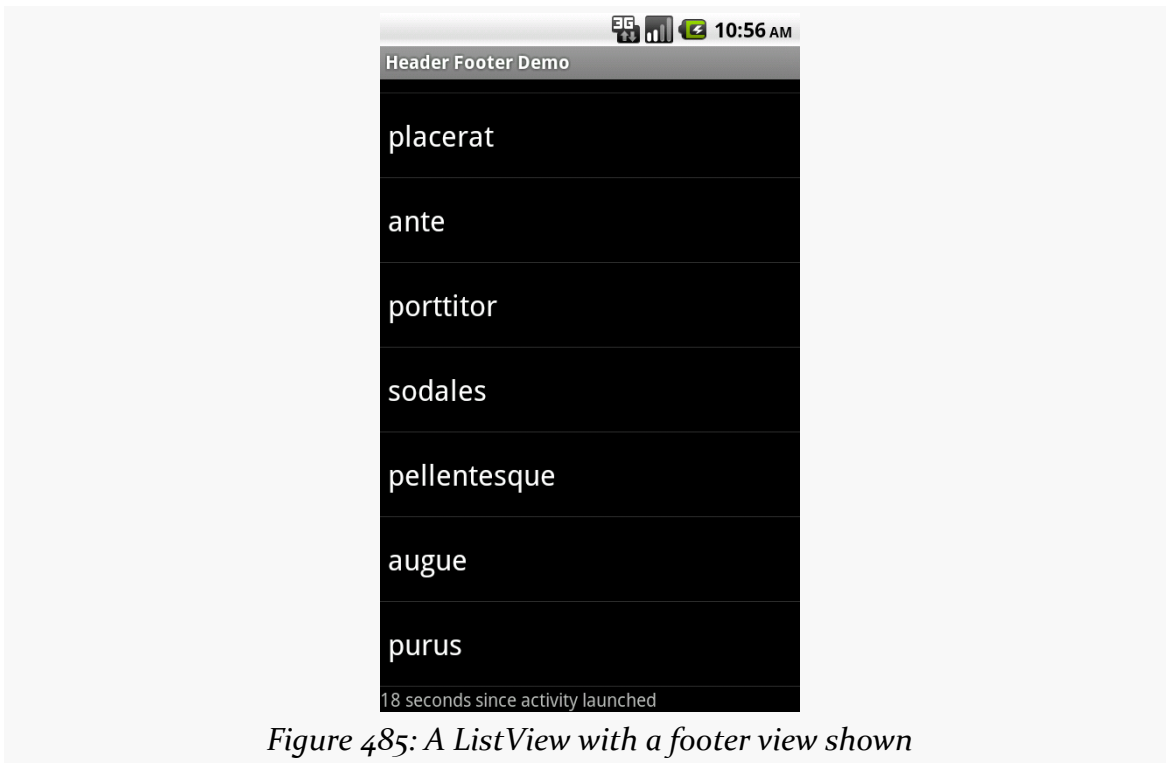 3G 10:56 AM
Header Footer Demo
placerat
ante
porttitor
sodales
pellentesque
augue
purus
18 seconds since activity launched
Figure 485: A ListView with a footer view shown